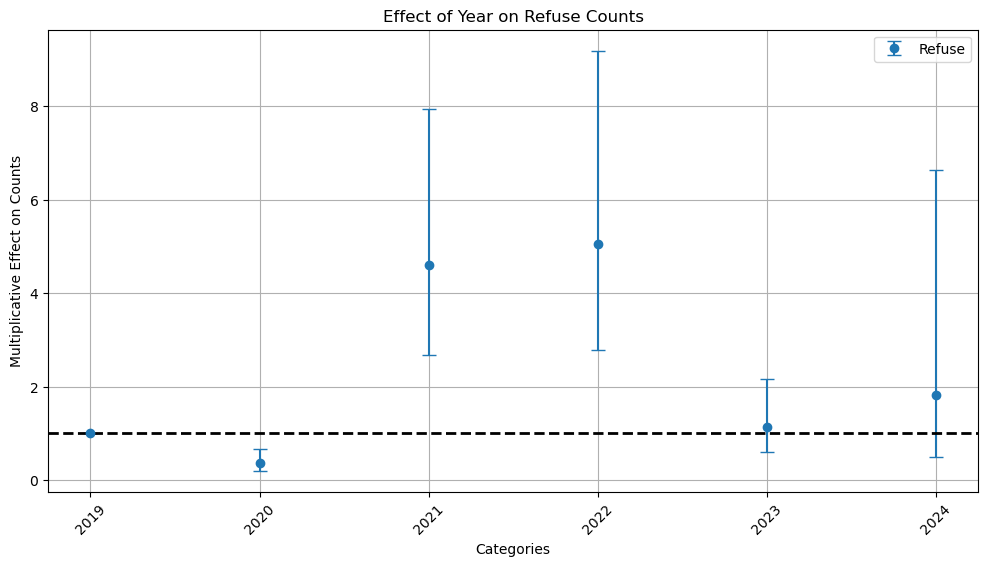 Effect of Year on Refuse Counts
Refuse
Multiplicative Effect on Counts
8
6
4
2
0
2019
2020
2021
2022
2023
2024
Categories